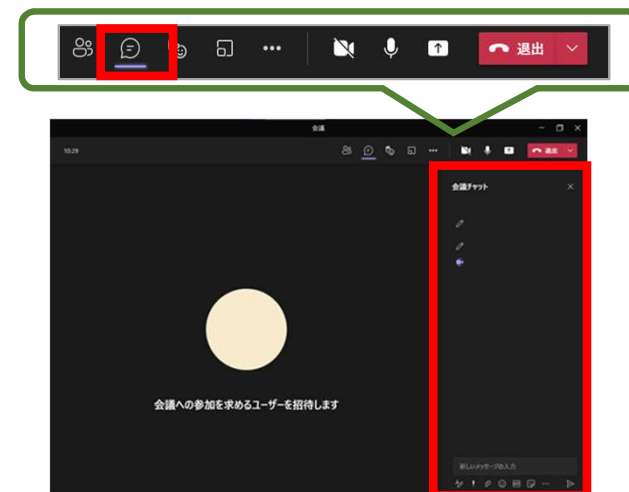 退出
会議
10:29
退出
会議チャット
会議への参加を求めるユーザーを招待します
新しいメッセージの入力